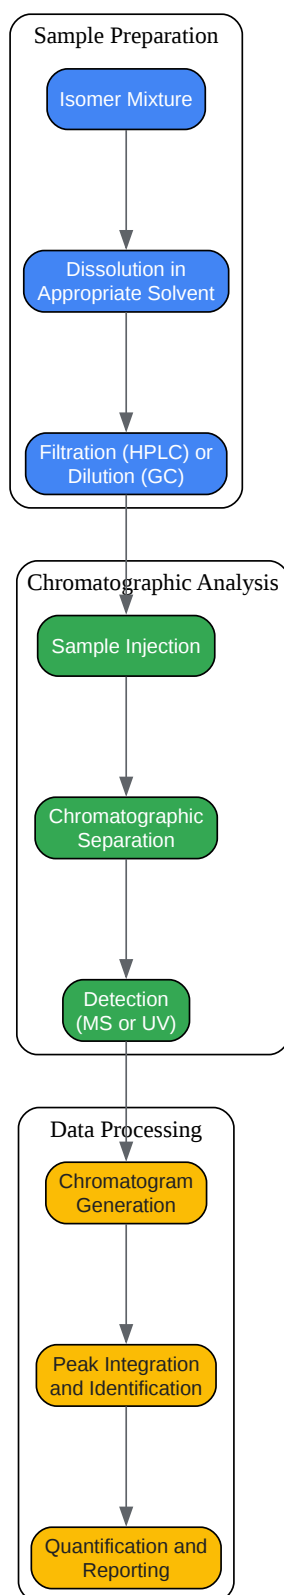 Sample Preparation
Isomer Mixture
Dissolution in
Appropriate Solvent
Filtration (HPLC) or
Dilution (GC)
Chromatographic Analysis
Sample Injection
Chromatographic
Separation
Detection
(MS or UV)
Data Processing
Chromatogram
Generation
Peak Integration
and Identification
Quantification and
Reporting